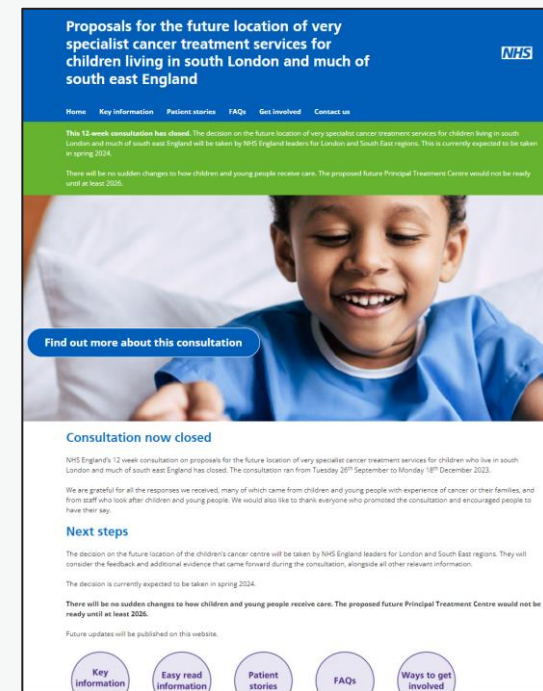 Proposals for the future location of very
specialist cancer treatment services for
children living in south London and much of
south east England
NHS
Home Key information Patient stories FAQs Get involved Contact us
This 12-week consultation has closed. The decision on the future location of very specialist cancer treatment services for children living in south
London and much of south east England will be taken by NHS England leaders for London and South East regions. This is currently expected to be taken
in spring 2024.
There will be no sudden changes to how children and young people receive care. The proposed future Principal Treatment Centre would not be ready
until at least 2026.
Find out more about this consultation
Consultation now closed
NHS England's 12 week consultation on proposals for the future location of very specialist cancer treatment services for children who live in south
London and much of south east England has closed. The consultation ran from Tuesday 26th September to Monday 18th December 2023.
We are grateful for all the responses we received, many of which came from children and young people with experience of cancer or their families, and
from staff who look after children and young people. We would also like to thank everyone who promoted the consultation and encouraged people to
have their say.
Next steps
The decision on the future location of the children's cancer centre will be taken by NHS England leaders for London and South East regions. They will
consider the feedback and additional evidence that came forward during the consultation, alongside all other relevant information.
The decision is currently expected to be taken in spring 2024.
There will be no sudden changes to how children and young people receive care. The proposed future Principal Treatment Centre would not be
ready until at least 2026.
Future updates will be published on this website.
Key
information
Easy read
information
Patient
stories
FAQs
Ways to get
involved